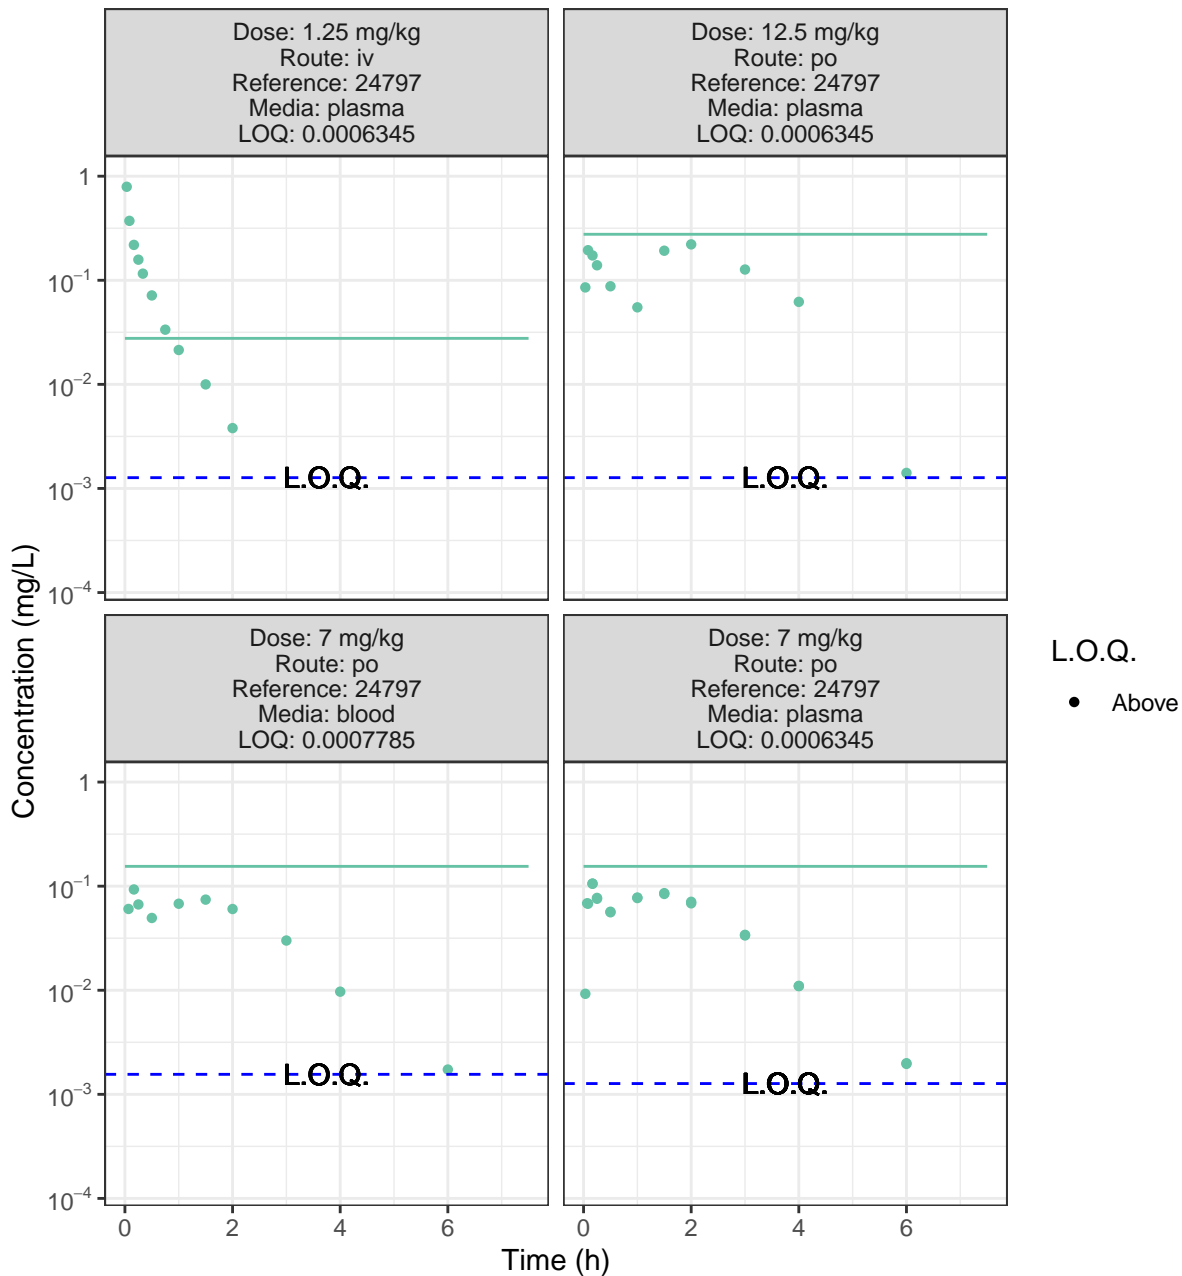 Dose: 1.25 mg/kg
Route: iv
Reference: 24797
Media: plasma
LOQ: 0.0006345
Dose: 12.5 mg/kg
Route: po
Reference: 24797
Media: plasma
LOQ: 0.0006345
1
10⁻¹
10⁻²
10⁻³
10⁻⁴
L.O.Q.
L.O.Q.
Dose: 7 mg/kg
Route: po
Reference: 24797
Media: blood
LOQ: 0.0007785
Dose: 7 mg/kg
Route: po
Reference: 24797
Media: plasma
LOQ: 0.0006345
1
10⁻¹
10⁻²
10⁻³
10⁻⁴
L.O.Q.
L.O.Q.
0 2 4 6
0 2 4 6
Time (h)
Concentration (mg/L)
L.O.Q.
Above